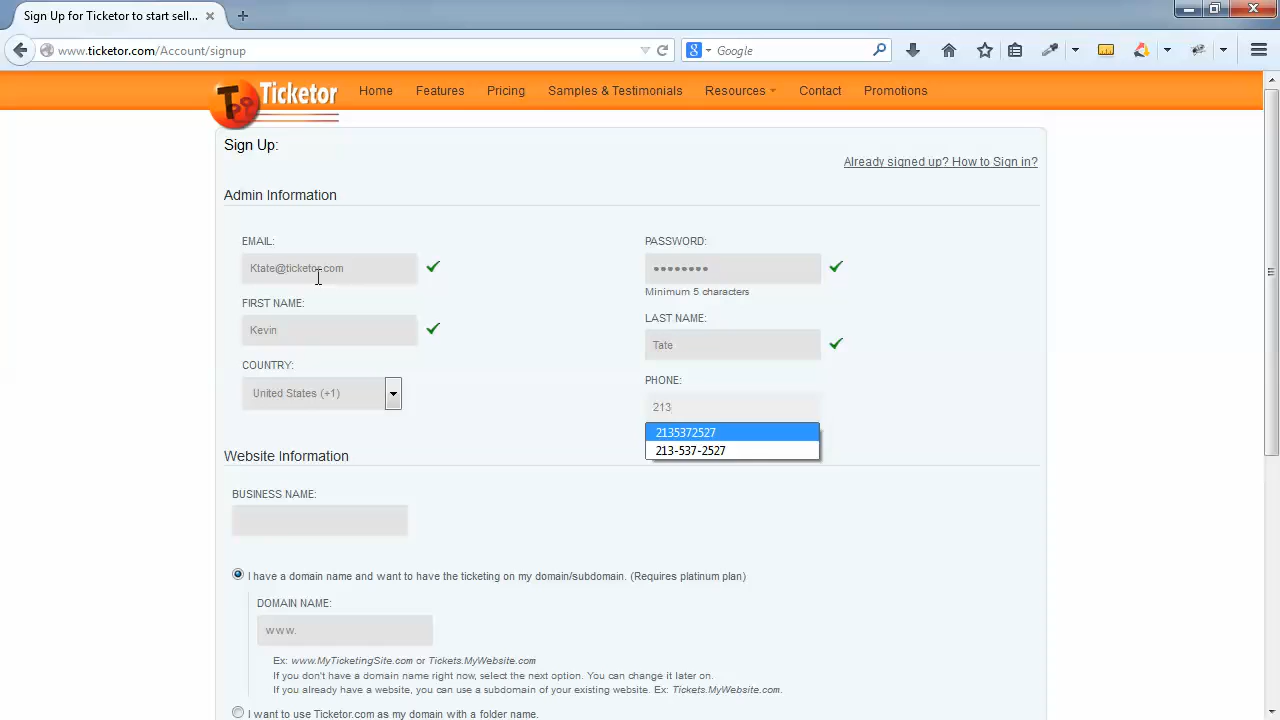 Sign Up for Ticketor to start sell...
www.ticketor.com/Account/signup
Google
Ticketor
Home Features Pricing Samples & Testimonials Resources Contact Promotions
Sign Up:
Already signed up? How to Sign in?
Admin Information
EMAIL: PASSWORD:
Ktate@ticketor.com ●●●●●●●●
Minimum 5 characters
FIRST NAME: LAST NAME:
Kevin Tate
COUNTRY: PHONE:
United States (+1) 213
2135372527
213-537-2527
Website Information
BUSINESS NAME:
I have a domain name and want to have the ticketing on my domain/subdomain. (Requires platinum plan)
DOMAIN NAME:
www.
Ex: www.MyTicketingSite.com or Tickets.MyWebsite.com
If you don't have a domain name right now, select the next option. You can change it later on.
If you already have a website, you can use a subdomain of your existing website. Ex: Tickets.MyWebsite.com.
I want to use Ticketor.com as my domain with a folder name.